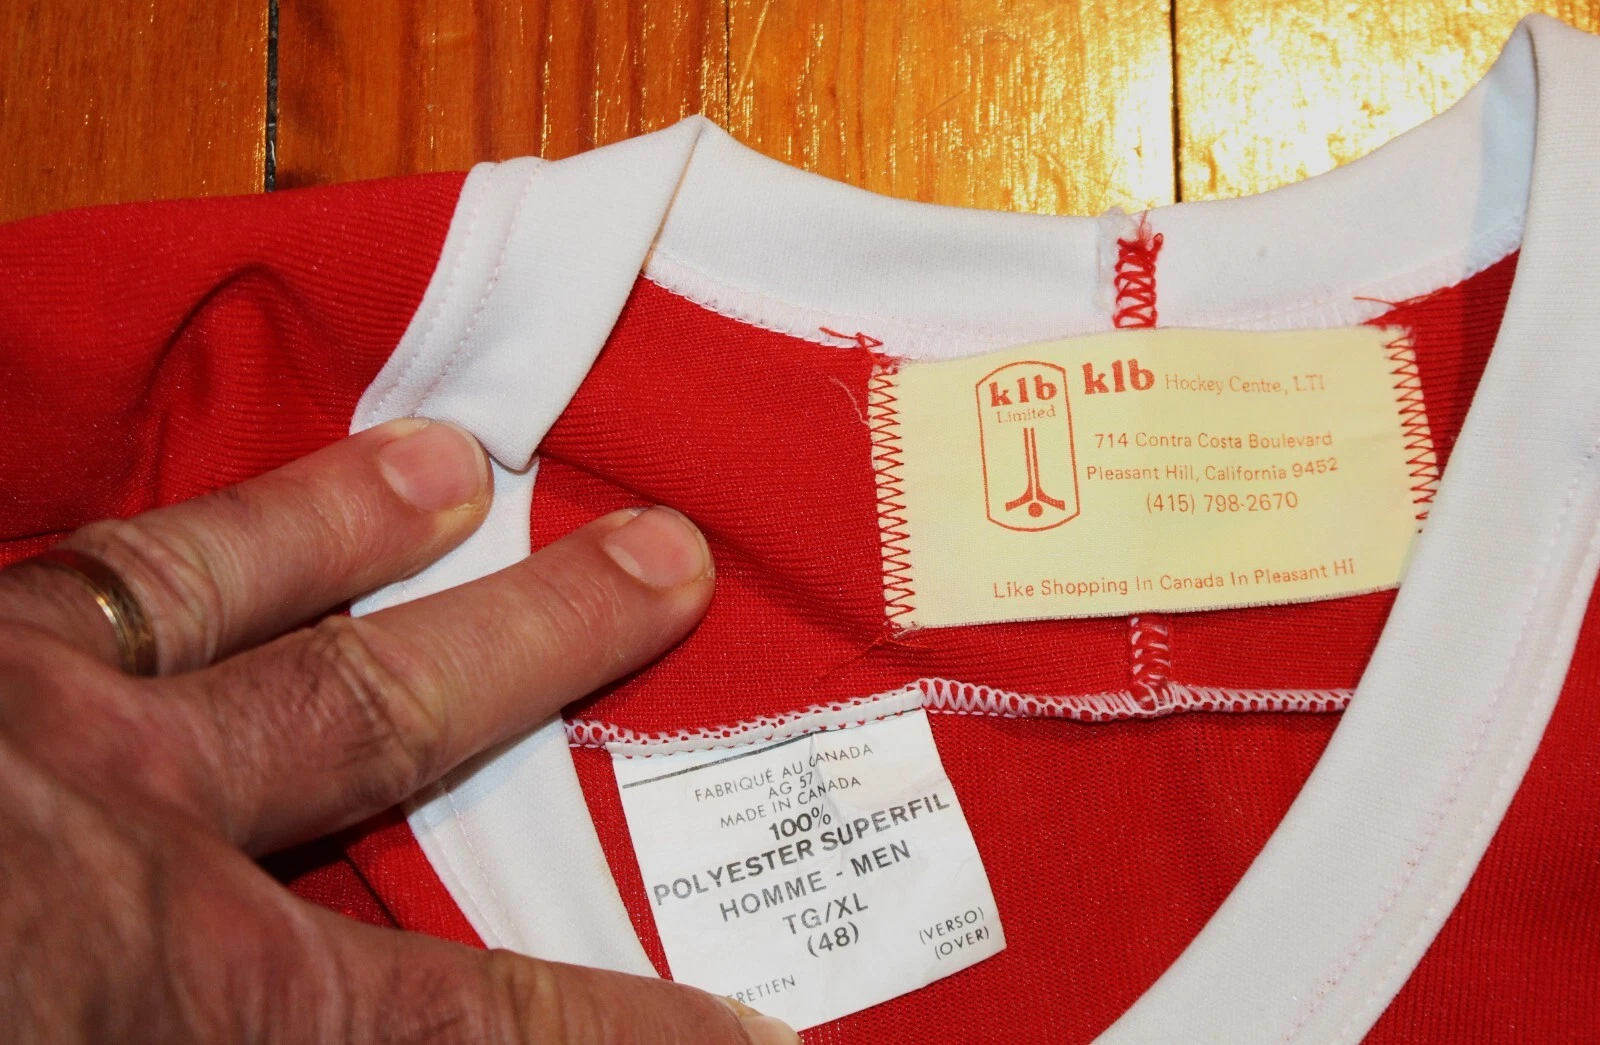 klb
Limited
klb Hockey Centre, LTI
714 Contra Costa Boulevard
Pleasant Hill, California 9452
(415) 798-2670
Like Shopping In Canada In Pleasant HI
FABRIQUÉ AU CANADA
AG 57
MADE IN CANADA
100%
POLYESTER SUPERFIL
HOMME - MEN
TG/XL
(48)
(VERSO)
(OVER)
TRETIEN